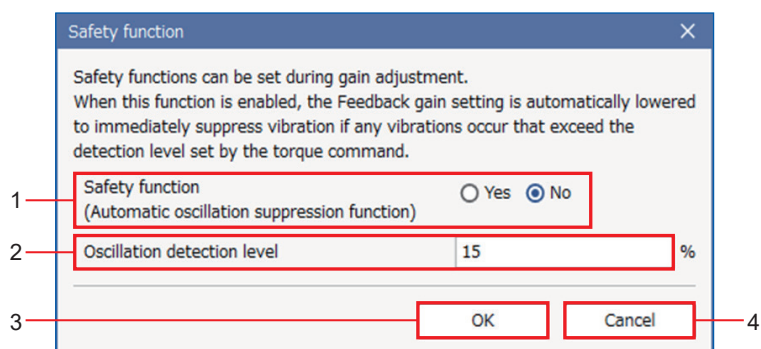 Safety function
Safety functions can be set during gain adjustment.
When this function is enabled, the Feedback gain setting is automatically lowered
to immediately suppress vibration if any vibrations occur that exceed the
detection level set by the torque command.
1
Safety function
(Automatic oscillation suppression function)
Yes No
2
Oscillation detection level 15 %
3
OK Cancel
4